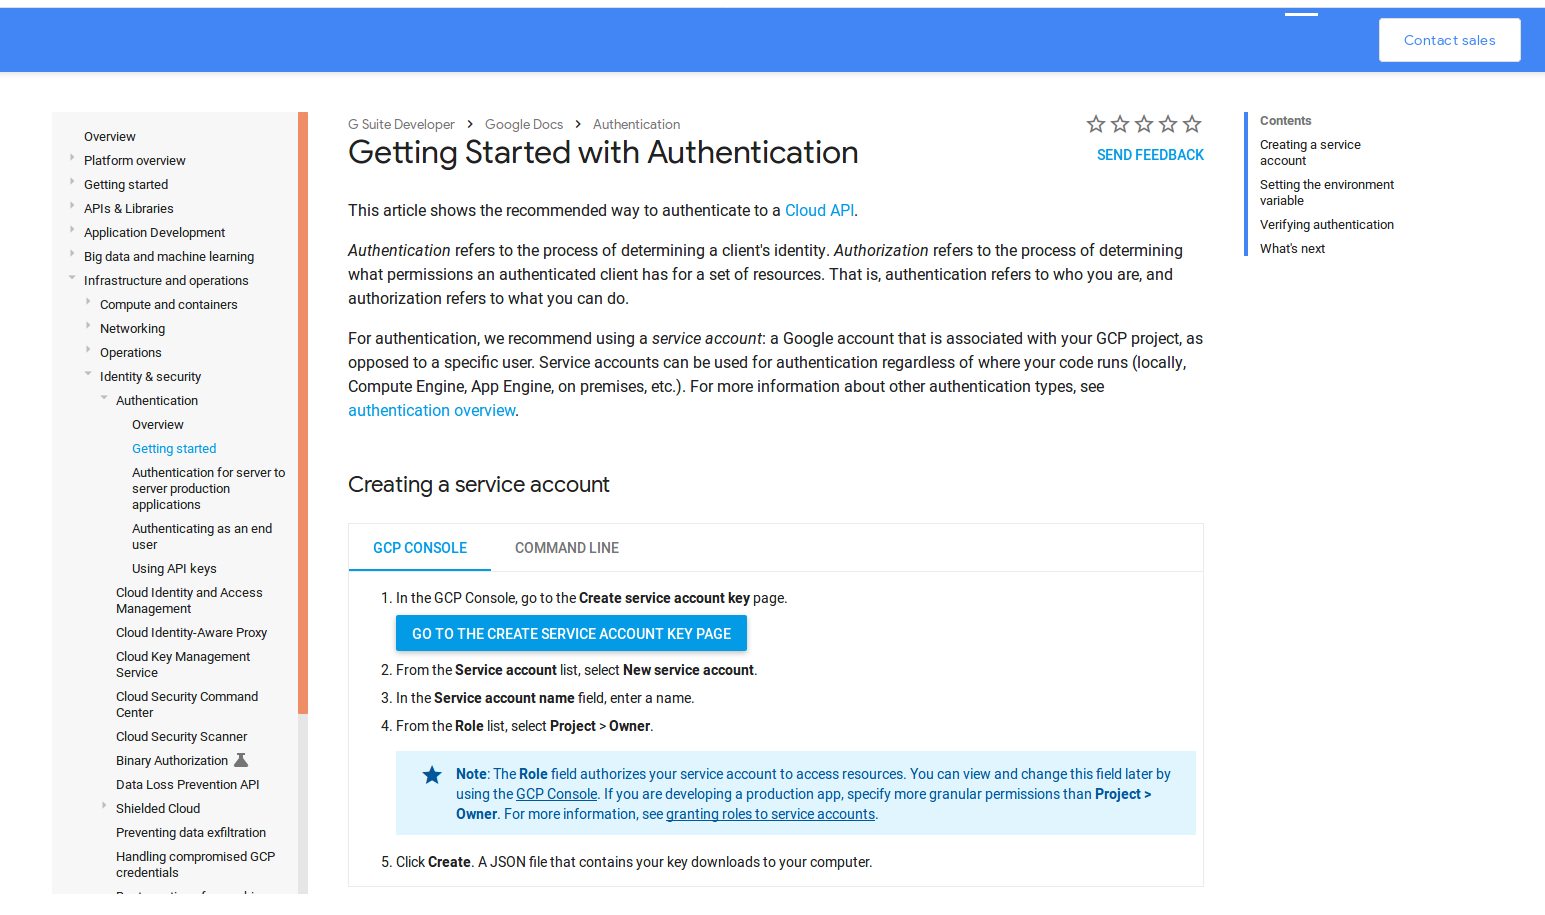 Contact sales
Overview
Platform overview
Getting started
APIs & Libraries
Application Development
Big data and machine learning
Infrastructure and operations
Compute and containers
Networking
Operations
Identity & security
Authentication
Overview
Getting started
Authentication for server to
server production
applications
Authenticating as an end
user
Using API keys
Cloud Identity and Access
Management
Cloud Identity-Aware Proxy
Cloud Key Management
Service
Cloud Security Command
Center
Cloud Security Scanner
Binary Authorization
Data Loss Prevention API
Shielded Cloud
Preventing data exfiltration
Handling compromised GCP
credentials
G Suite Developer > Google Docs > Authentication
Getting Started with Authentication
SEND FEEDBACK
This article shows the recommended way to authenticate to a Cloud API.
Authentication refers to the process of determining a client's identity. Authorization refers to the process of determining
what permissions an authenticated client has for a set of resources. That is, authentication refers to who you are, and
authorization refers to what you can do.
For authentication, we recommend using a service account: a Google account that is associated with your GCP project, as
opposed to a specific user. Service accounts can be used for authentication regardless of where your code runs (locally,
Compute Engine, App Engine, on premises, etc.). For more information about other authentication types, see
authentication overview.
Creating a service account
GCP CONSOLE COMMAND LINE
1. In the GCP Console, go to the Create service account key page.
GO TO THE CREATE SERVICE ACCOUNT KEY PAGE
2. From the Service account list, select New service account.
3. In the Service account name field, enter a name.
4. From the Role list, select Project > Owner.
Note: The Role field authorizes your service account to access resources. You can view and change this field later by
using the GCP Console. If you are developing a production app, specify more granular permissions than Project >
Owner. For more information, see granting roles to service accounts.
5. Click Create. A JSON file that contains your key downloads to your computer.
Contents
Creating a service
account
Setting the environment
variable
Verifying authentication
What's next